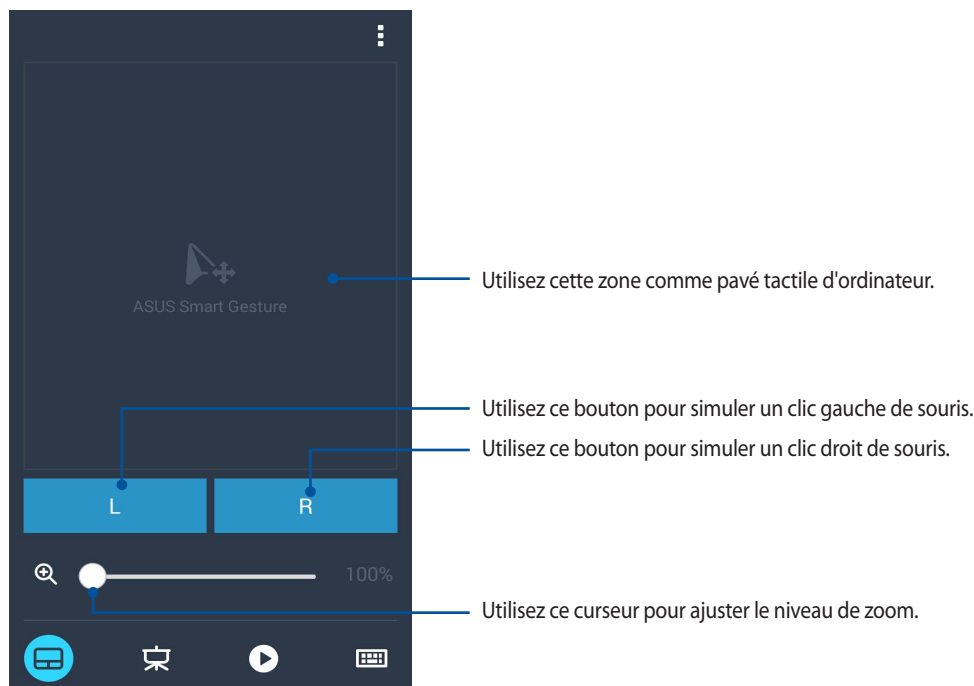 ASUS Smart Gesture
Utilisez cette zone comme pavé tactile d'ordinateur.
Utilisez ce bouton pour simuler un clic gauche de souris.
Utilisez ce bouton pour simuler un clic droit de souris.
L
R
100%
Utilisez ce curseur pour ajuster le niveau de zoom.